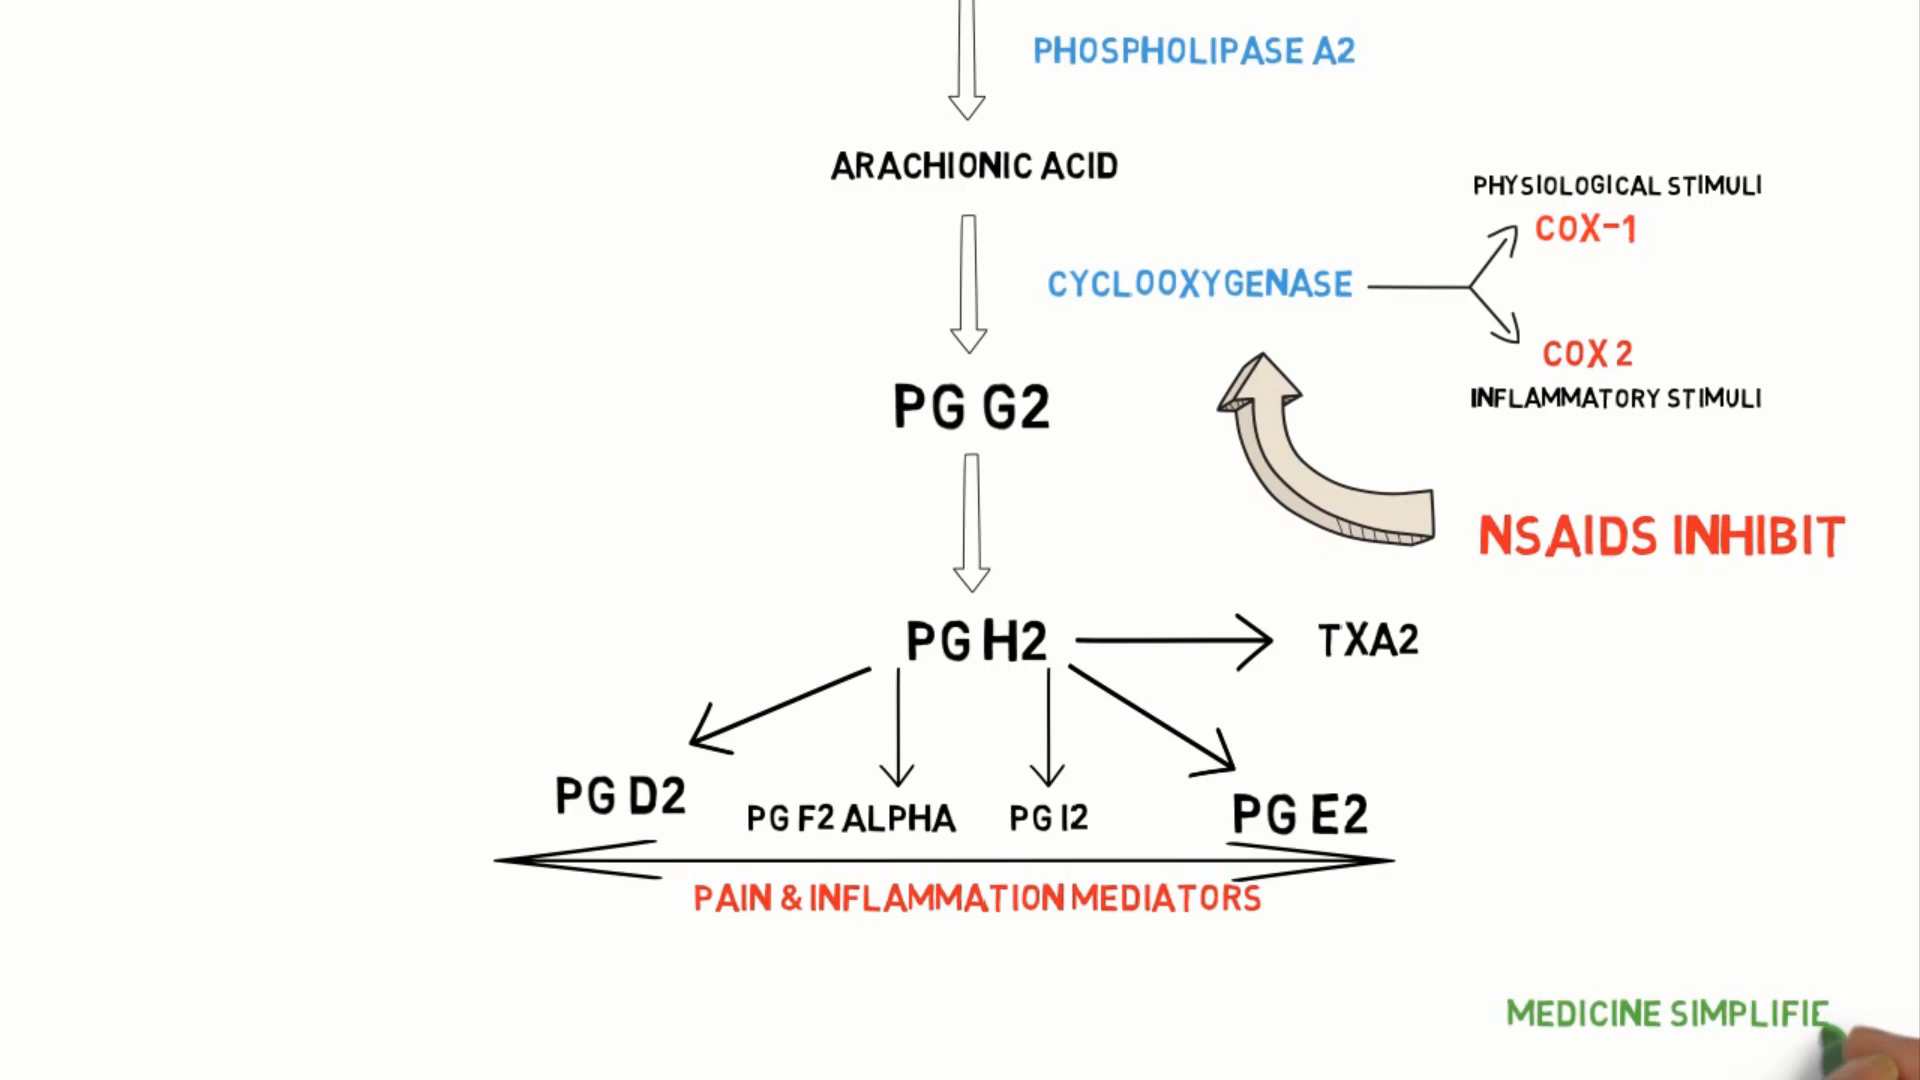 PHOSPHOLIPASE A2
ARACHIONIC ACID
PHYSIOLOGICAL STIMULI
COX-1
CYCLOOXYGENASE
COX 2
INFLAMMATORY STIMULI
PG G2
NSAIDS INHIBIT
PG H2
TXA2
PG D2
PG F2 ALPHA
PG I2
PG E2
PAIN & INFLAMMATION MEDIATORS
MEDICINE SIMPLIFIE